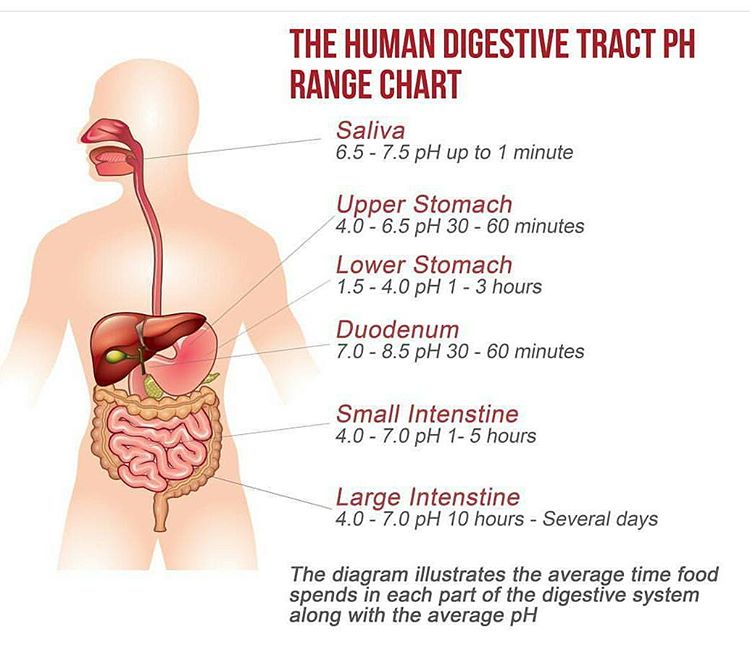 THE HUMAN DIGESTIVE TRACT PH
RANGE CHART
Saliva
6.5 - 7.5 pH up to 1 minute
Upper Stomach
4.0 - 6.5 pH 30 - 60 minutes
Lower Stomach
1.5 - 4.0 pH 1 - 3 hours
Duodenum
7.0 - 8.5 pH 30 - 60 minutes
Small Intenstine
4.0 - 7.0 pH 1- 5 hours
Large Intenstine
4.0 - 7.0 pH 10 hours - Several days
The diagram illustrates the average time food
spends in each part of the digestive system
along with the average pH